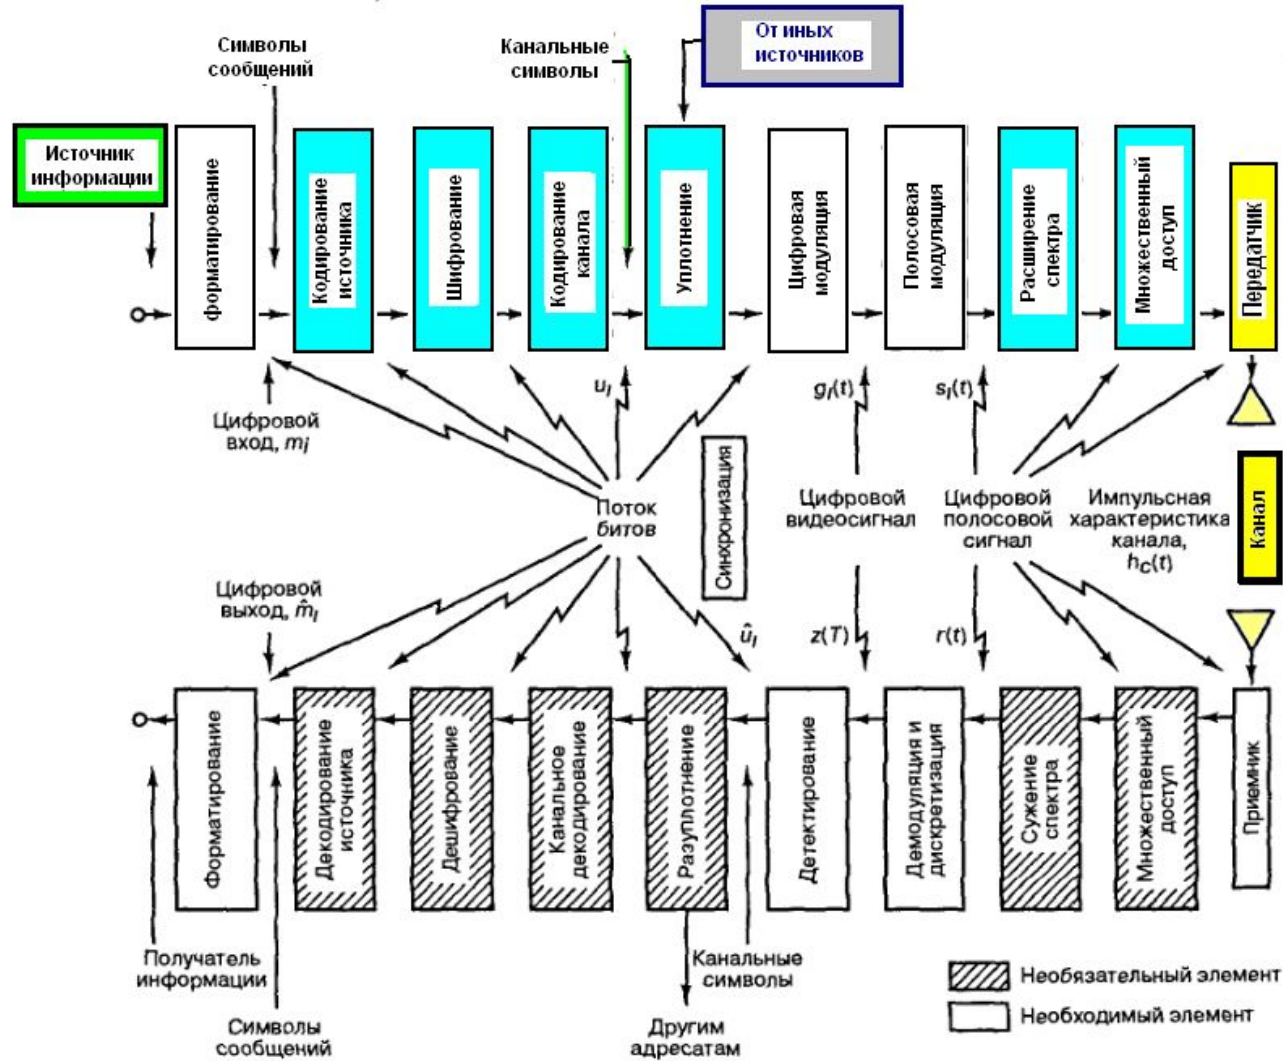 Символы
сообщений
Канальные
символы
От иных
источников
Источник
информации
форматирование
Кодирование
источника
Шифрование
Кодирование
канала
Уплотнение
Цифровая
модуляция
Полосовая
модуляция
Расширение
спектра
Множественный
доступ
Передатчик
Цифровой
вход, mᵢ
uᵢ
gᵢ(t)
sᵢ(t)
Поток
битов
Синхронизация
Цифровой
видеосигнал
Цифровой
полосовой
сигнал
Импульсная
характеристика
канала,
h_c(t)
Канал
Цифровой
выход, m̂ᵢ
ûᵢ
z(T)
r(t)
Форматирование
Декодирование
источника
Дешифрование
Канальное
декодирование
Разуплотнение
Детектирование
Демодуляция и
дискретизация
Сужение
спектра
Множественный
доступ
Приемник
Получатель
информации
Символы
сообщений
Канальные
символы
Другим
адресатам
Необязательный элемент
Необходимый элемент